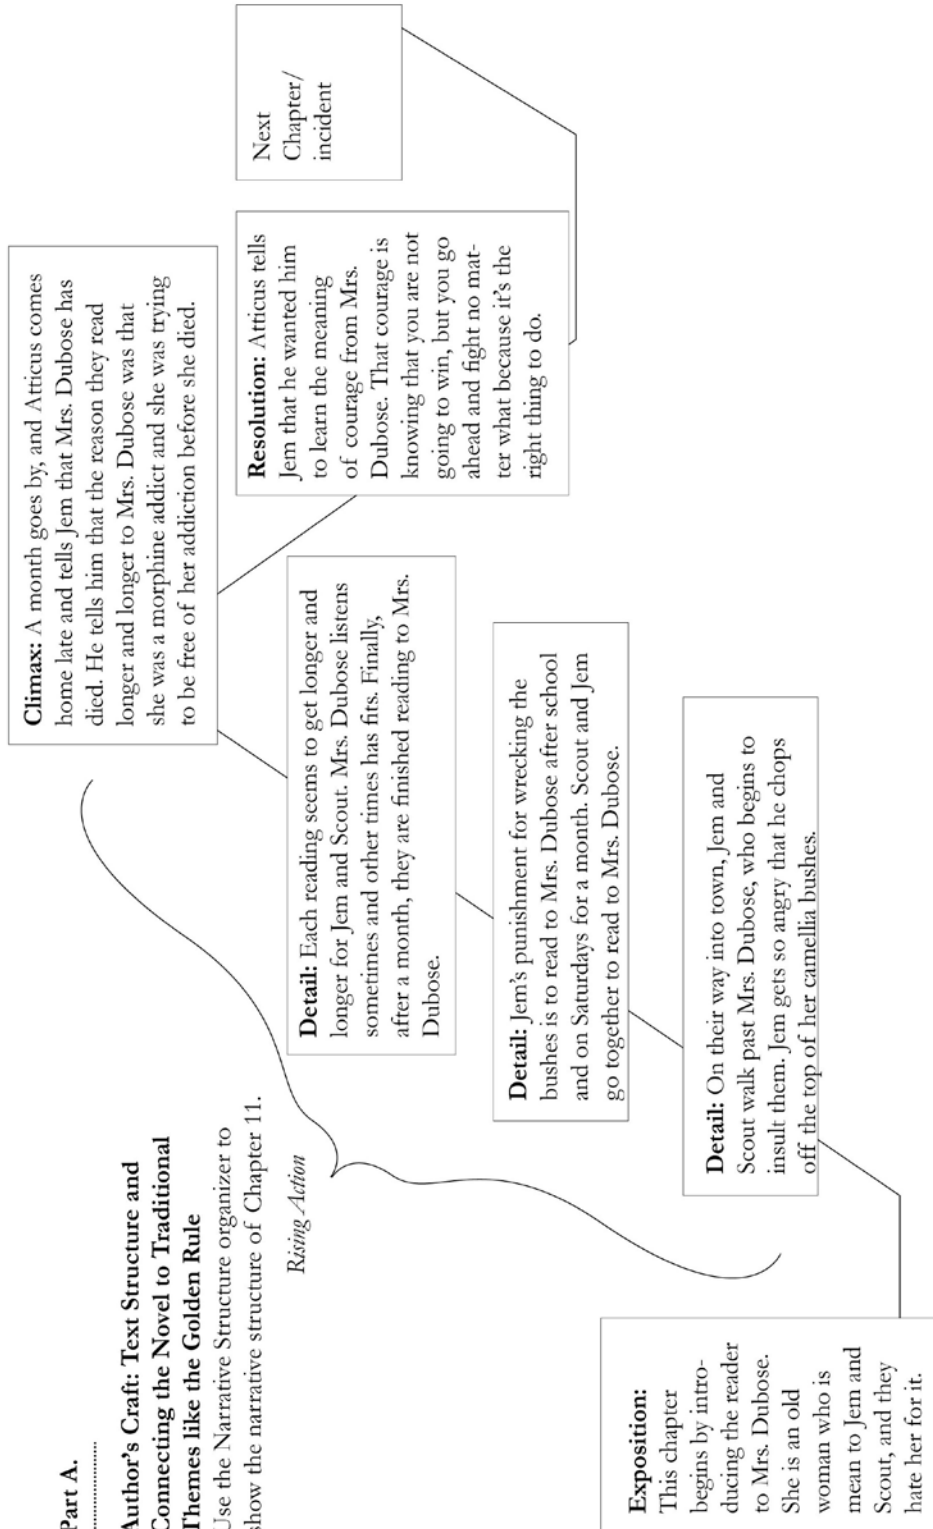 Part A.
Author's Craft: Text Structure and
Connecting the Novel to Traditional
Themes like the Golden Rule
Use the Narrative Structure organizer to
show the narrative structure of Chapter 11.
Rising Action
Exposition:
This chapter
begins by intro-
ducing the reader
to Mrs. Dubose.
She is an old
woman who is
mean to Jem and
Scout, and they
hate her for it.
Detail: On their way into town, Jem and
Scout walk past Mrs. Dubose, who begins to
insult them. Jem gets so angry that he chops
off the top of her camellia bushes.
Detail: Jem's punishment for wrecking the
bushes is to read to Mrs. Dubose after school
and on Saturdays for a month. Scout and Jem
go together to read to Mrs. Dubose.
Detail: Each reading seems to get longer and
longer for Jem and Scout. Mrs. Dubose listens
sometimes and other times has fits. Finally,
after a month, they are finished reading to Mrs.
Dubose.
Climax: A month goes by, and Atticus comes
home late and tells Jem that Mrs. Dubose has
died. He tells him that the reason they read
longer and longer to Mrs. Dubose was that
she was a morphine addict and she was trying
to be free of her addiction before she died.
Resolution: Atticus tells
Jem that he wanted him
to learn the meaning
of courage from Mrs.
Dubose. That courage is
knowing that you are not
going to win, but you go
ahead and fight no mat-
ter what because it's the
right thing to do.
Next
Chapter/
incident